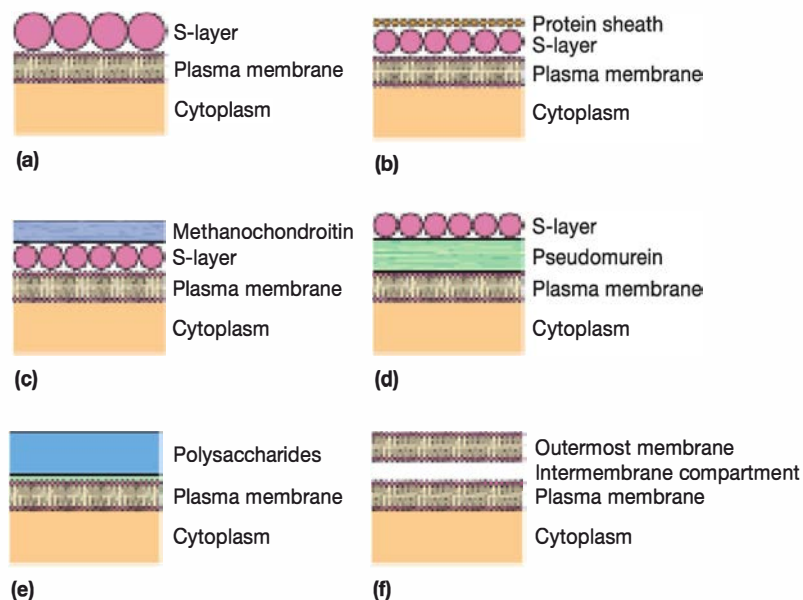 S-layer
Plasma membrane
Cytoplasm
(a)
Protein sheath
S-layer
Plasma membrane
Cytoplasm
(b)
Methanochondroitin
S-layer
Plasma membrane
Cytoplasm
(c)
S-layer
Pseudomurein
Plasma membrane
Cytoplasm
(d)
Polysaccharides
Plasma membrane
Cytoplasm
(e)
Outermost membrane
Intermembrane compartment
Plasma membrane
Cytoplasm
(f)